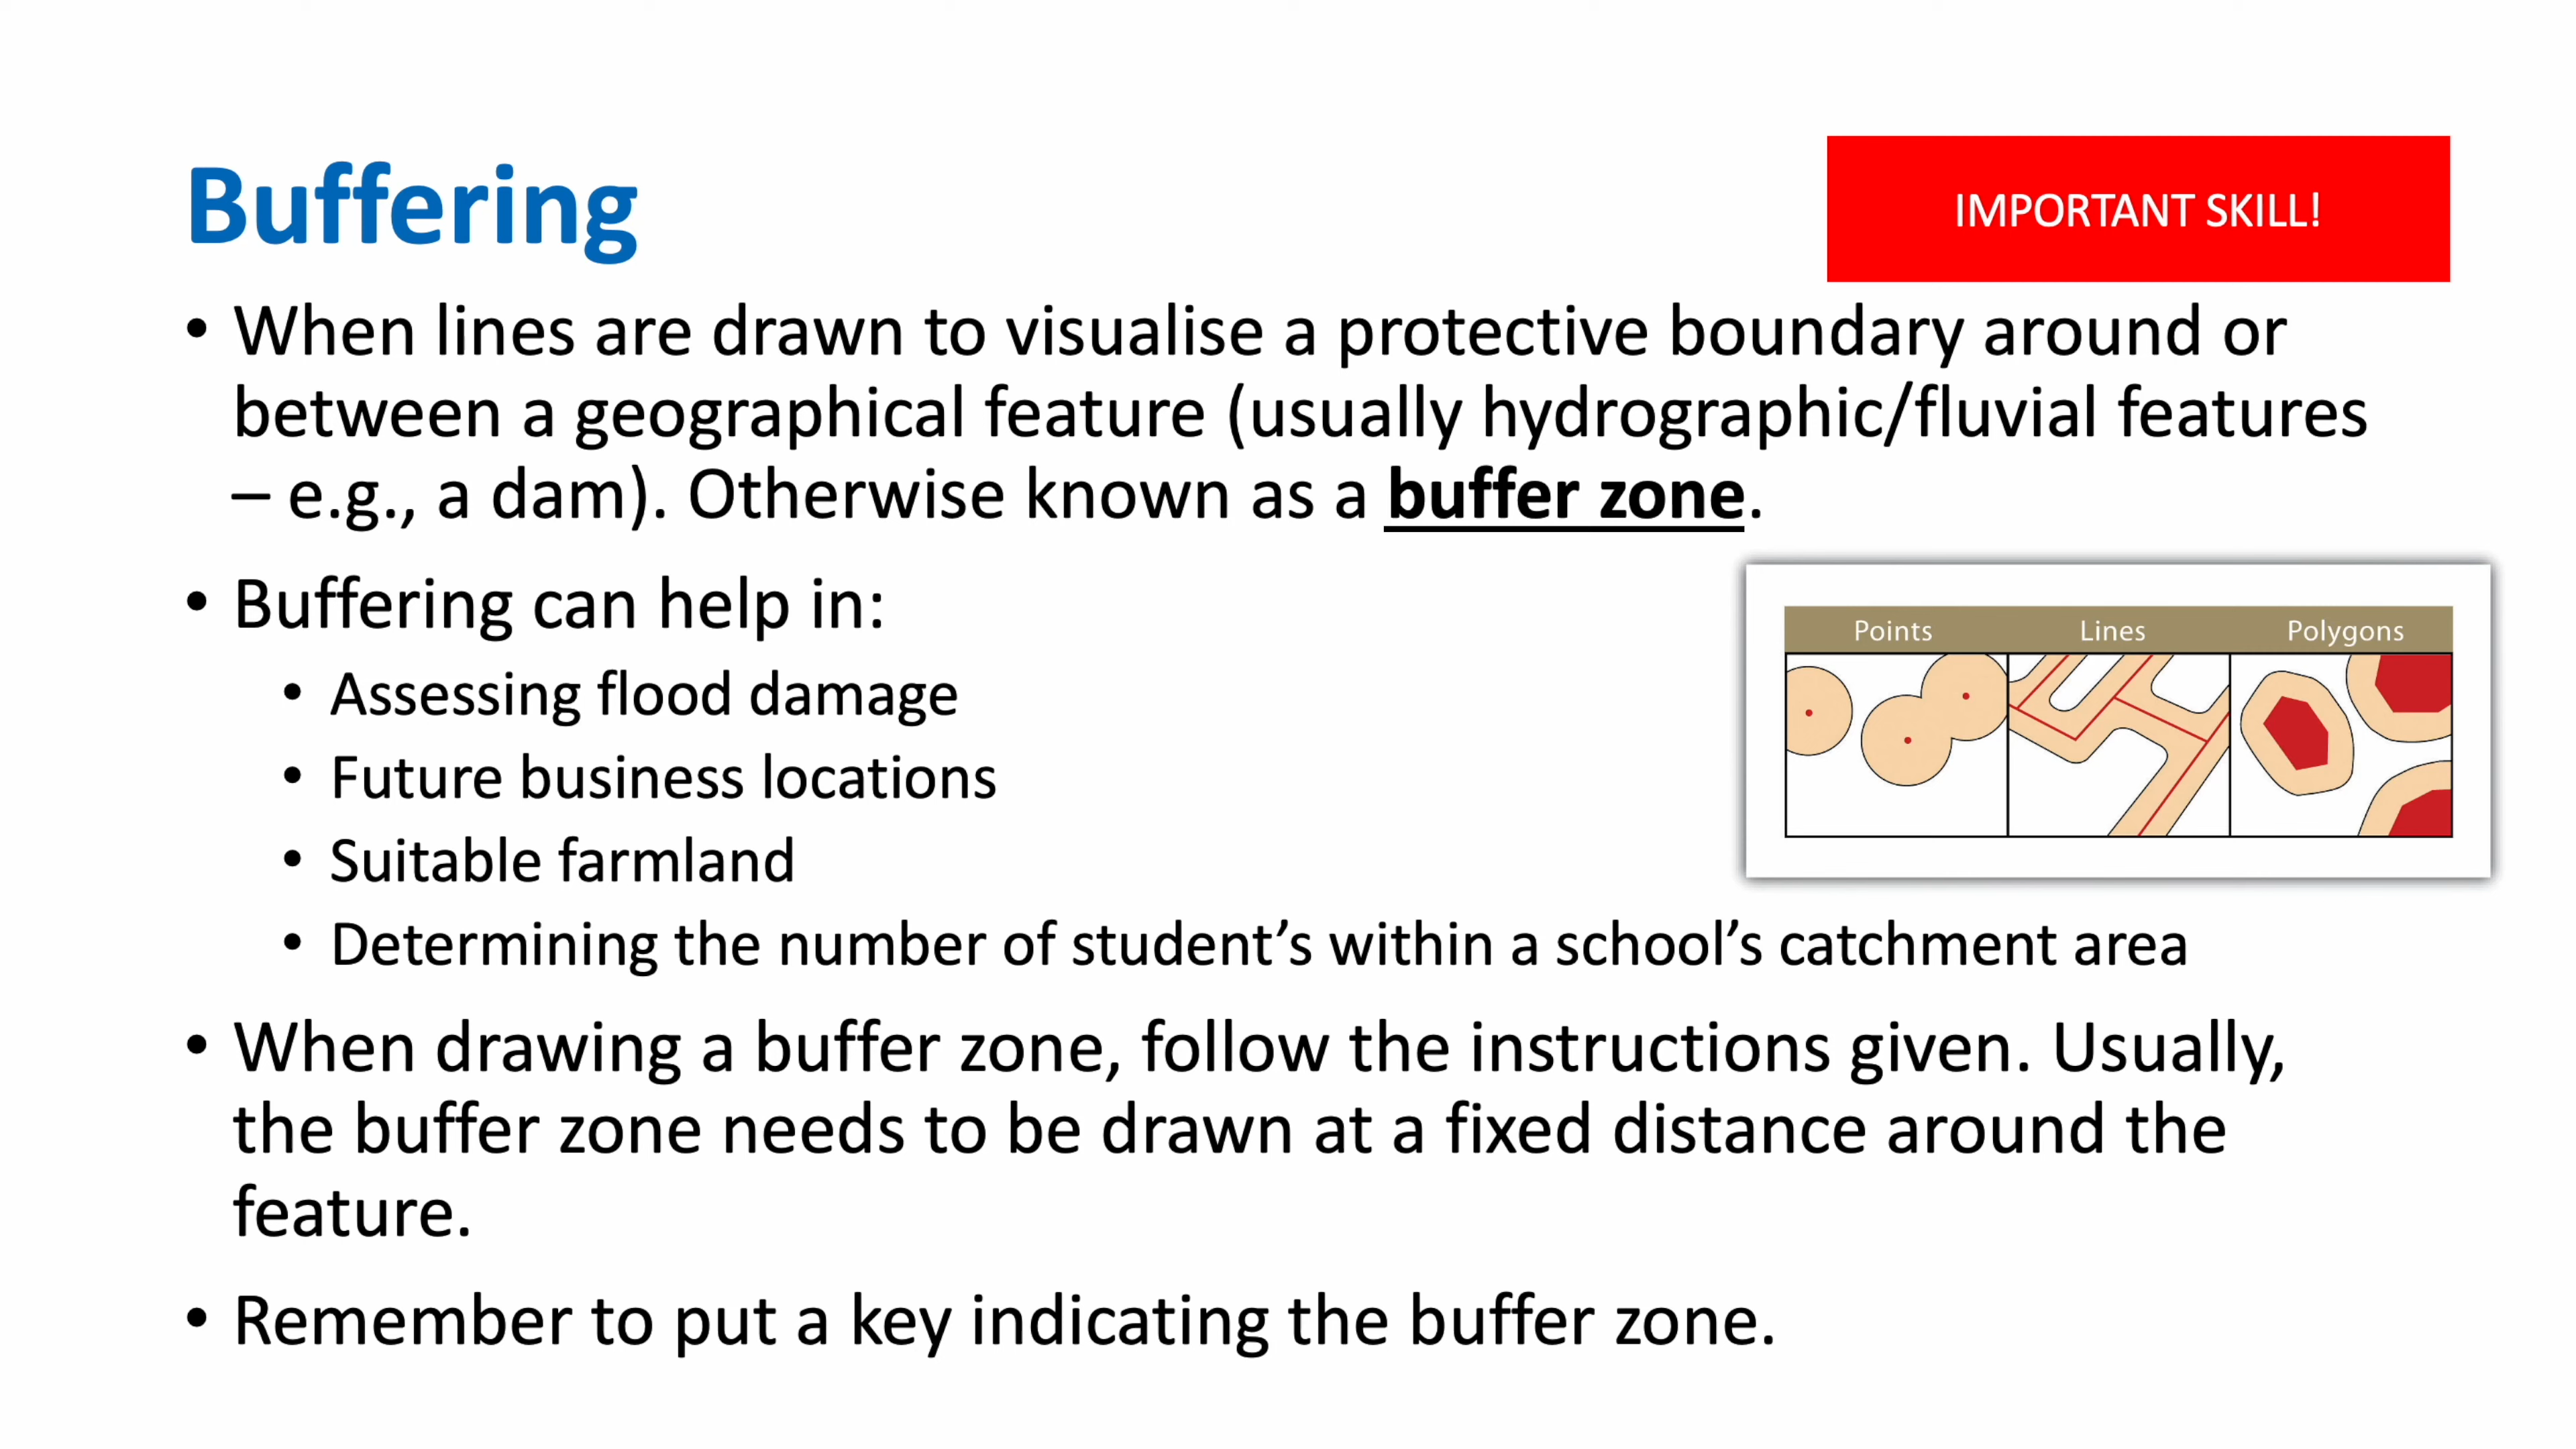 Buffering
IMPORTANT SKILL!
• When lines are drawn to visualise a protective boundary around or
between a geographical feature (usually hydrographic/fluvial features
– e.g., a dam). Otherwise known as a buffer zone.
• Buffering can help in:
• Assessing flood damage
• Future business locations
• Suitable farmland
• Determining the number of student’s within a school’s catchment area
Points Lines Polygons
• When drawing a buffer zone, follow the instructions given. Usually,
the buffer zone needs to be drawn at a fixed distance around the
feature.
• Remember to put a key indicating the buffer zone.